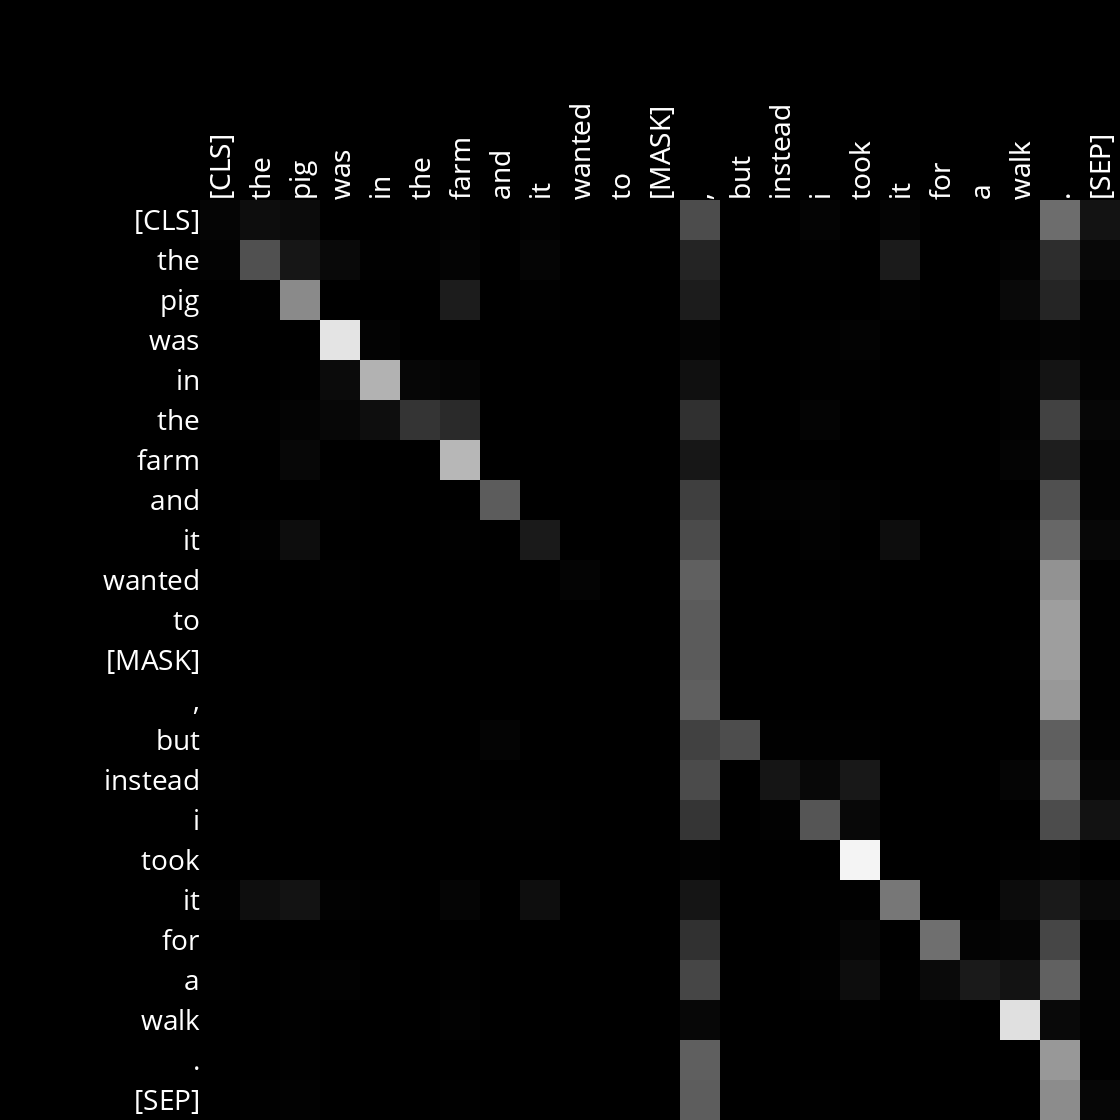 [CLS] the pig was in the farm and it wanted to [MASK] , but instead i took it for a walk . [SEP]
[CLS]
the
pig
was
in
the
farm
and
it
wanted
to
[MASK]
,
but
instead
i
took
it
for
a
walk
.
[SEP]